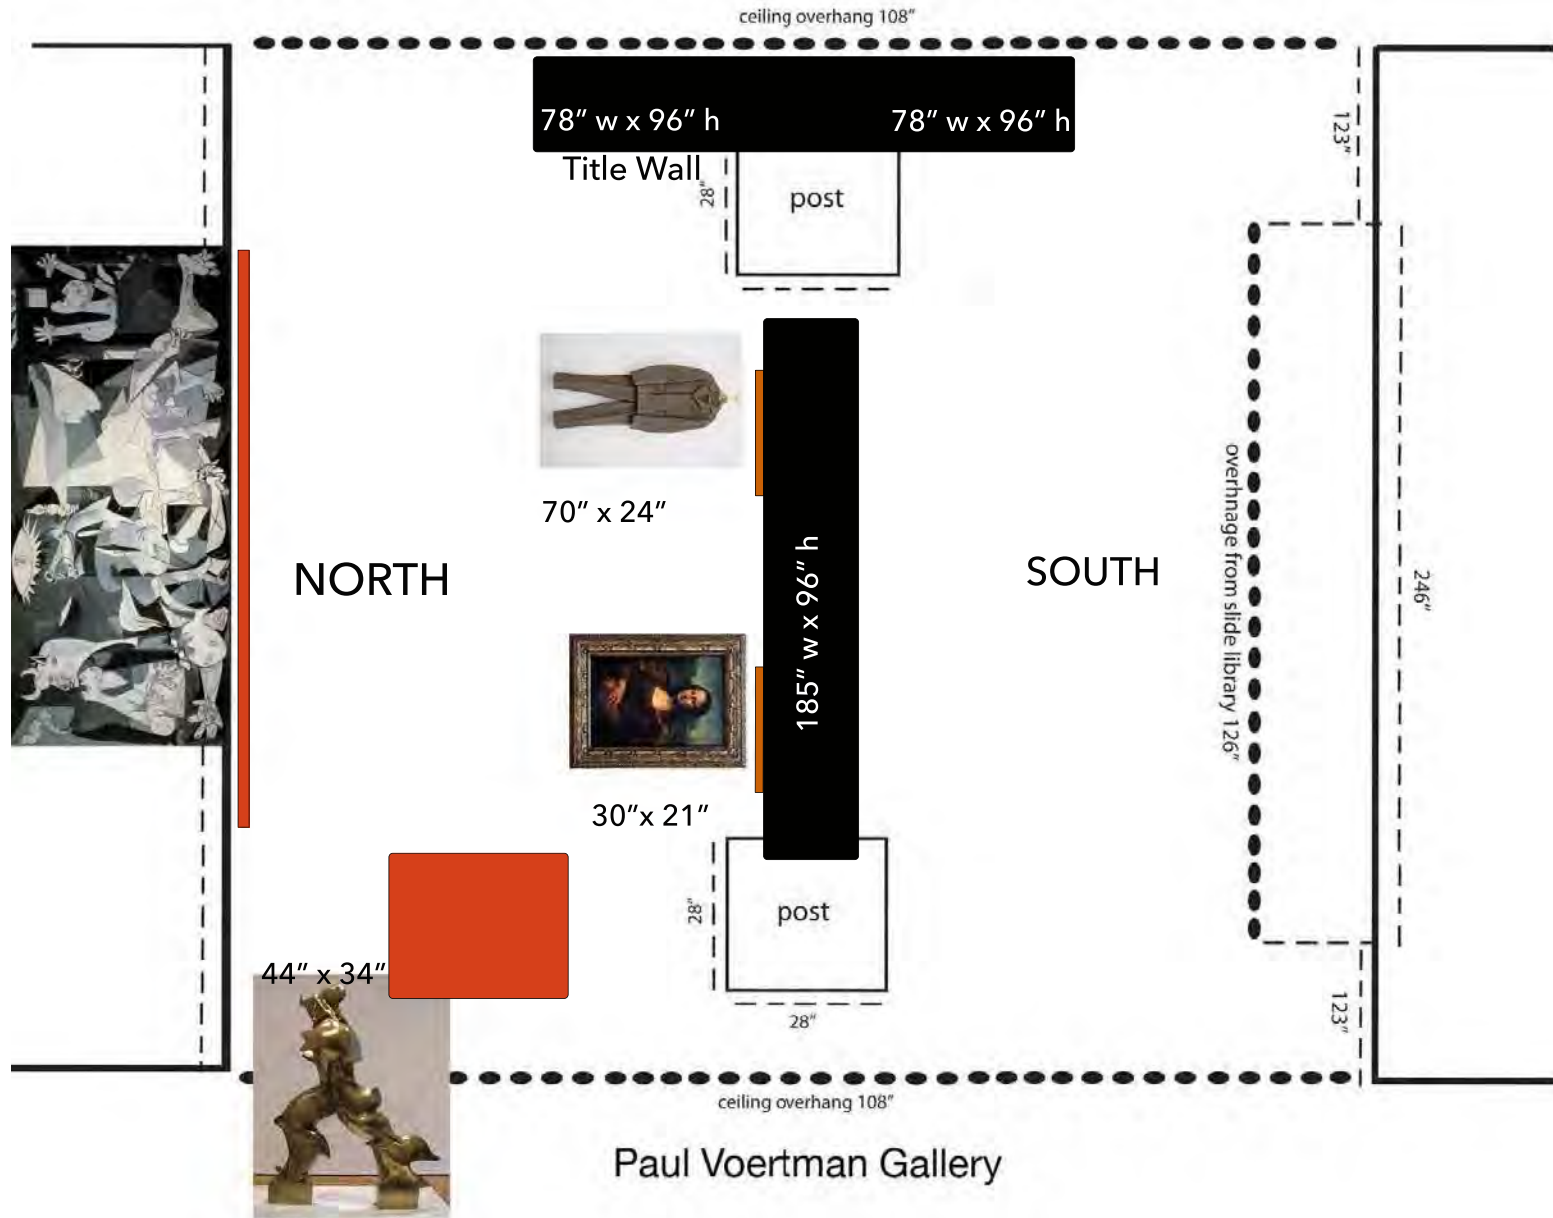 ceiling overhang 108”
78” w x 96” h
78” w x 96” h
Title Wall
28”
post
123”
70” x 24”
NORTH
185” w x 96” h
SOUTH
overhnage from slide library 126”
246”
30”x 21”
28”
post
28”
44” x 34”
123”
ceiling overhang 108”
Paul Voertman Gallery